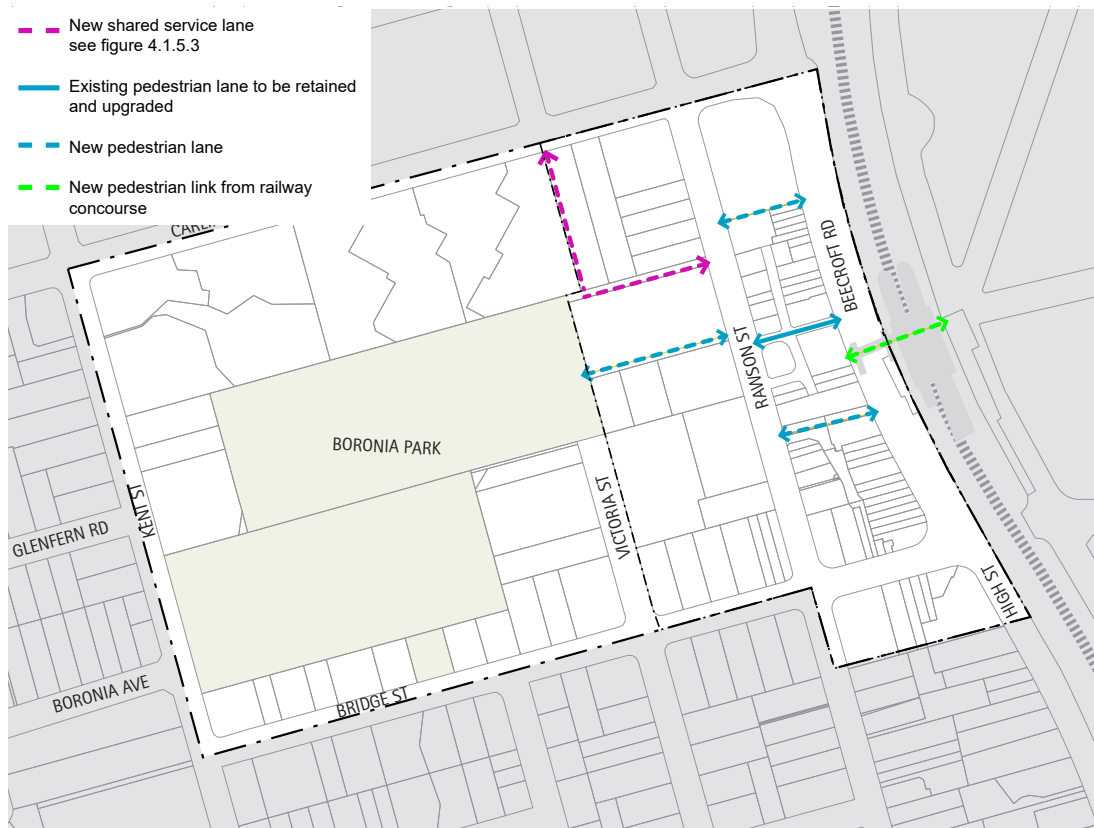 New shared service lane
see figure 4.1.5.3
Existing pedestrian lane to be retained
and upgraded
New pedestrian lane
New pedestrian link from railway
concourse
BEECROFT RD
RAWSON ST
BORONIA PARK
KENT ST
VICTORIA ST
GLENFERN RD
HIGH ST
BORONIA AVE
BRIDGE ST